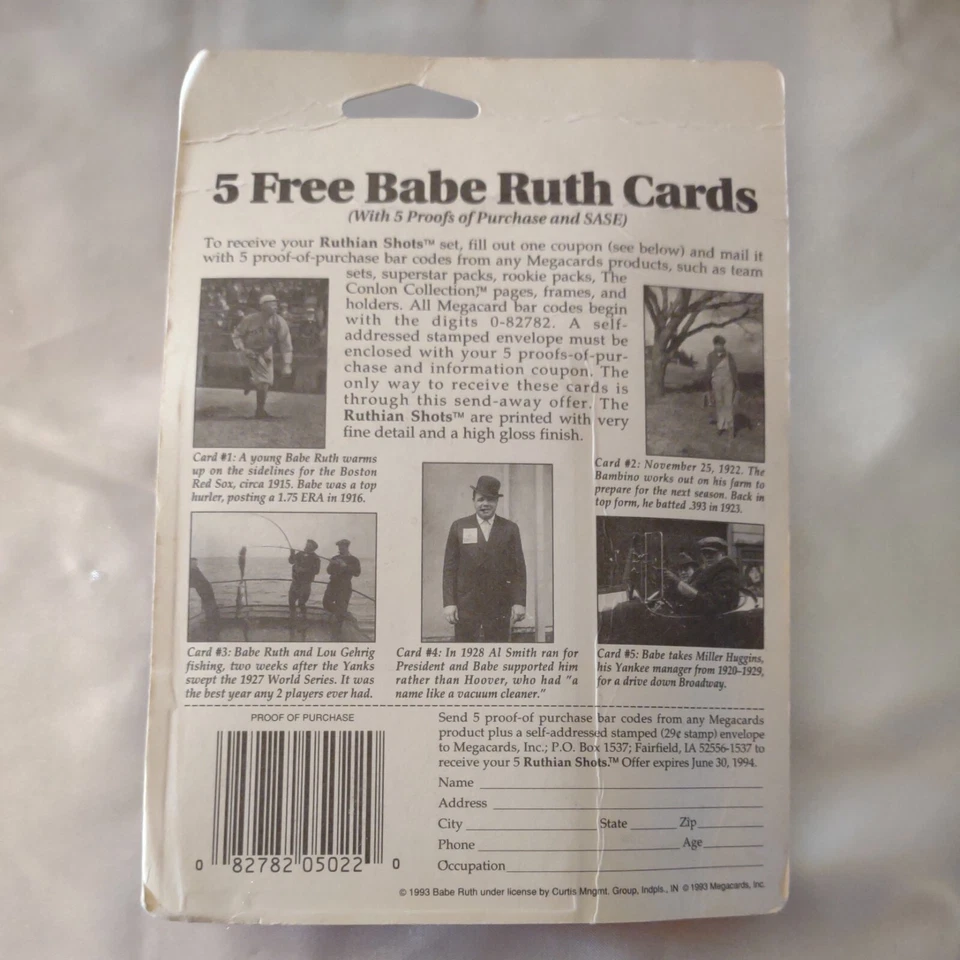 5 Free Babe Ruth Cards
(With 5 Proofs of Purchase and SASE)
To receive your Ruthian Shots™ set, fill out one coupon (see below) and mail it
with 5 proof-of-purchase bar codes from any Megacards products, such as team
sets, superstar packs, rookie packs, The
Conlon Collection,™ pages, frames, and
holders. All Megacard bar codes begin
with the digits 0-82782. A self-
addressed stamped envelope must be
enclosed with your 5 proofs-of-pur-
chase and information coupon. The
only way to receive these cards is
through this send-away offer. The
Ruthian Shots™ are printed with very
fine detail and a high gloss finish.
Card #1: A young Babe Ruth warms
up on the sidelines for the Boston
Red Sox, circa 1915. Babe was a top
hurler, posting a 1.75 ERA in 1916.
Card #2: November 25, 1922. The
Bambino works out on his farm to
prepare for the next season. Back in
top form, he batted .393 in 1923.
Card #3: Babe Ruth and Lou Gehrig
fishing, two weeks after the Yanks
swept the 1927 World Series. It was
the best year any 2 players ever had.
Card #4: In 1928 Al Smith ran for
President and Babe supported him
rather than Hoover, who had "a
name like a vacuum cleaner."
Card #5: Babe takes Miller Huggins,
his Yankee manager from 1920-1929,
for a drive down Broadway.
PROOF OF PURCHASE
0 82782 05022 0
Send 5 proof-of purchase bar codes from any Megacards
product plus a self-addressed stamped (29¢ stamp) envelope
to Megacards, Inc.; P.O. Box 1537; Fairfield, IA 52556-1537 to
receive your 5 Ruthian Shots.™ Offer expires June 30, 1994.
Name
Address
City State Zip
Phone Age
Occupation
© 1993 Babe Ruth under license by Curtis Mngmt. Group, Indpls., IN © 1993 Megacards, Inc.